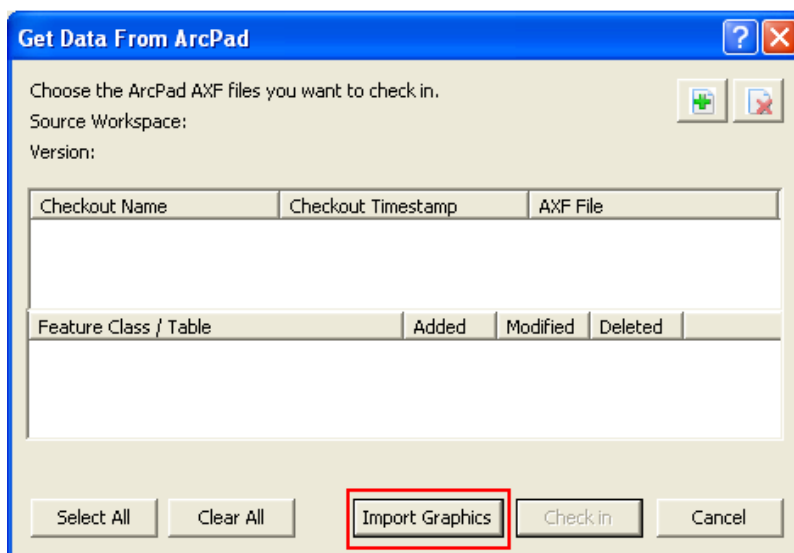 Get Data From ArcPad
Choose the ArcPad AXF files you want to check in.
Source Workspace:
Version:
Checkout Name Checkout Timestamp AXF File
Feature Class / Table Added Modified Deleted
Select All Clear All Import Graphics Check in Cancel